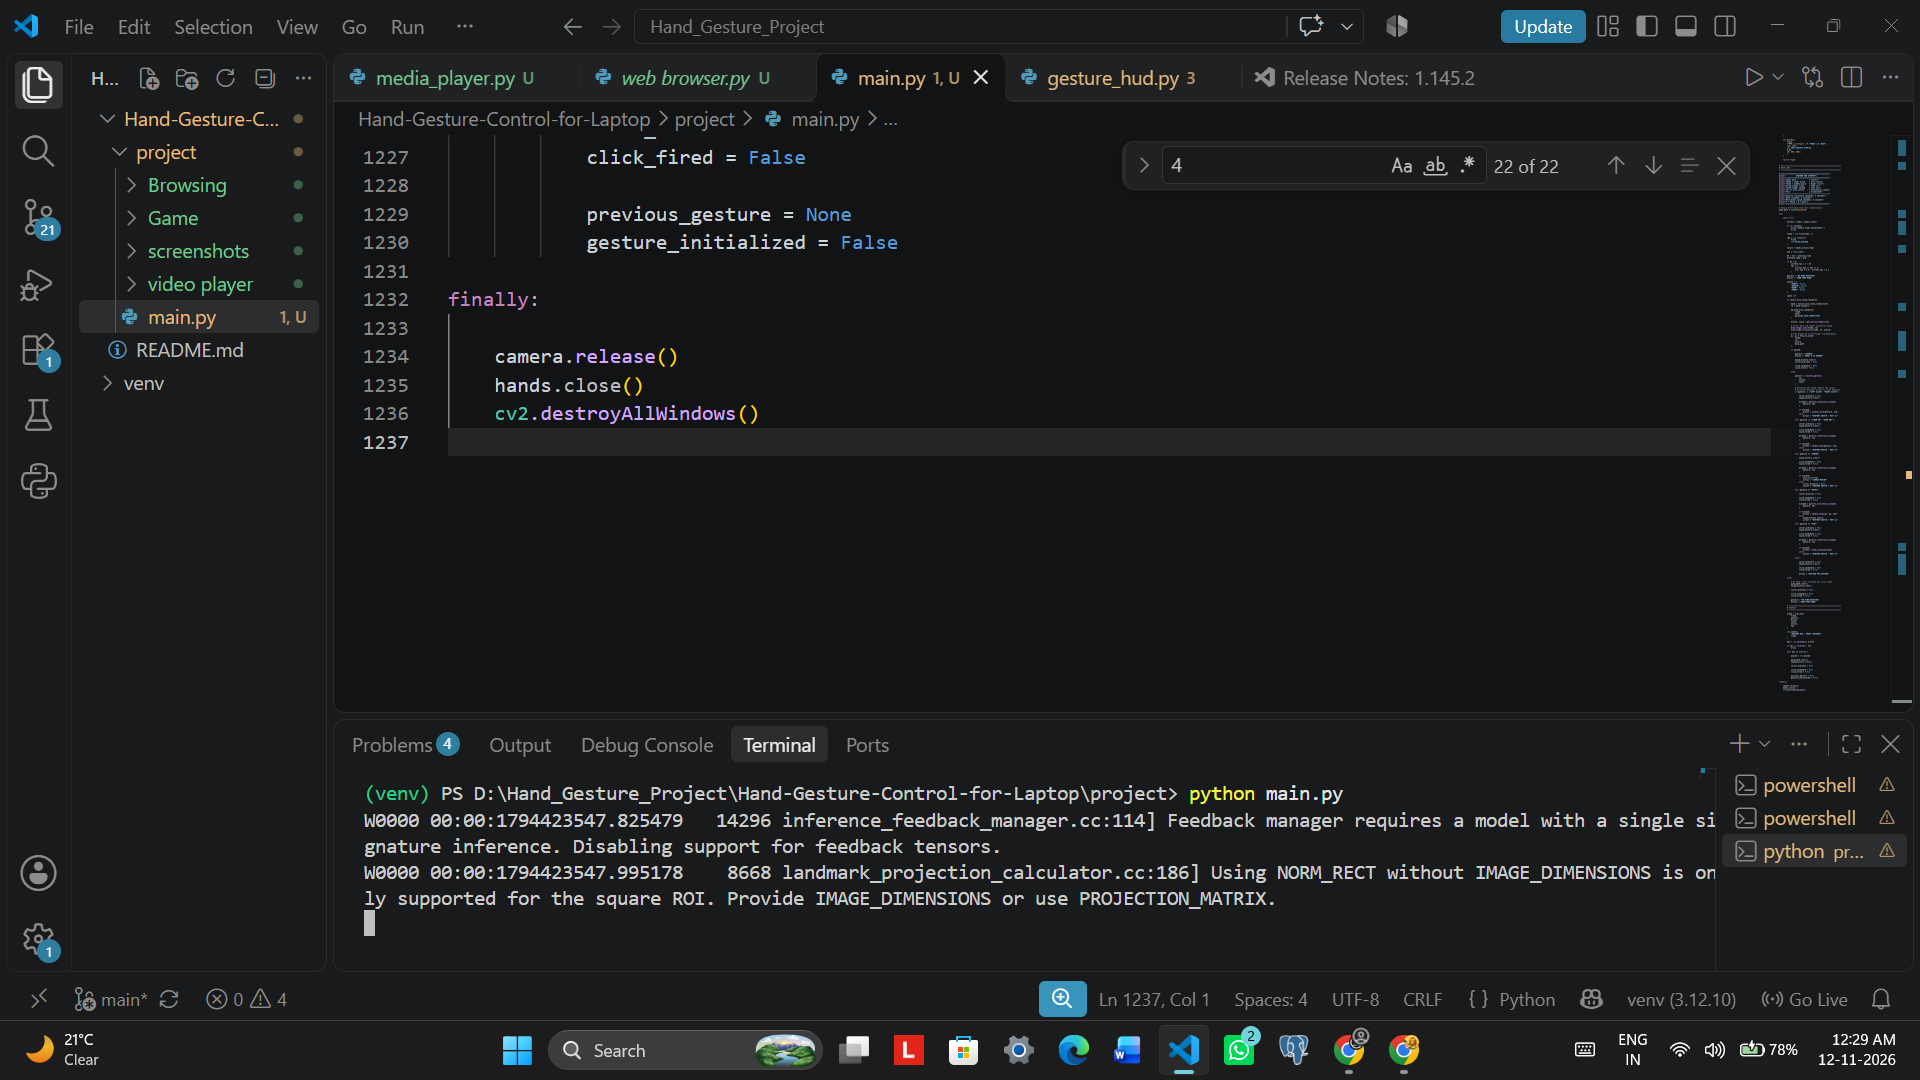 File Edit Selection View Go Run ...
Hand_Gesture_Project
Update
H... ...
media_player.py U
web browser.py U
main.py 1, U
gesture_hud.py 3
Release Notes: 1.145.2
Hand-Gesture-C...
project
Browsing
Game
screenshots
video player
main.py 1, U
README.md
venv
21
1
1
Hand-Gesture-Control-for-Laptop > project > main.py > ...
4 Aa ab .* 22 of 22
1227 click_fired = False
1228
1229 previous_gesture = None
1230 gesture_initialized = False
1231
1232 finally:
1233
1234 camera.release()
1235 hands.close()
1236 cv2.destroyAllWindows()
1237
Problems 4 Output Debug Console Terminal Ports
(venv) PS D:\Hand_Gesture_Project\Hand-Gesture-Control-for-Laptop\project> python main.py
W0000 00:00:1794423547.825479 14296 inference_feedback_manager.cc:114] Feedback manager requires a model with a single si
gnature inference. Disabling support for feedback tensors.
W0000 00:00:1794423547.995178 8668 landmark_projection_calculator.cc:186] Using NORM_RECT without IMAGE_DIMENSIONS is on
ly supported for the square ROI. Provide IMAGE_DIMENSIONS or use PROJECTION_MATRIX.
powershell
powershell
python pr...
main* 0 4
Ln 1237, Col 1 Spaces: 4 UTF-8 CRLF { } Python venv (3.12.10) Go Live
21°C
Clear
Search
L
W
2
ENG
IN
78%
12:29 AM
12-11-2026